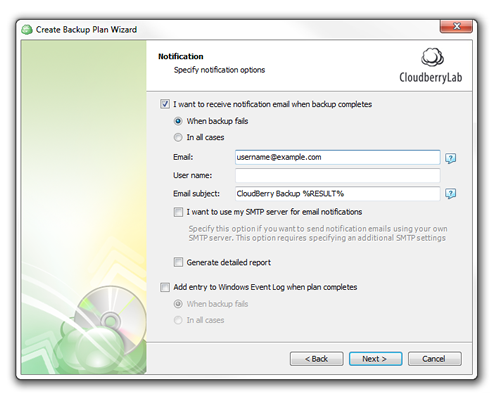 Create Backup Plan Wizard
Notification
Specify notification options
CloudberryLab
I want to receive notification email when backup completes
When backup fails
In all cases
Email:
username@example.com
User name:
Email subject:
CloudBerry Backup %RESULT%
I want to use my SMTP server for email notifications
Specify this option if you want to send notification emails using your own
SMTP server. This option requires specifying an additional SMTP settings
Generate detailed report
Add entry to Windows Event Log when plan completes
When backup fails
In all cases
< Back
Next >
Cancel